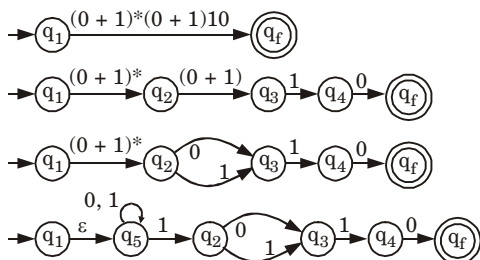 (0 + 1)*(0 + 1)10
q1 qf
(0 + 1)* (0 + 1) 1 0
q1 q2 q3 q4 qf
(0 + 1)* 0 1 0
q1 q2 q3 q4 qf
1
0, 1
ε 1 0 1 0
q1 q5 q2 q3 q4 qf
1